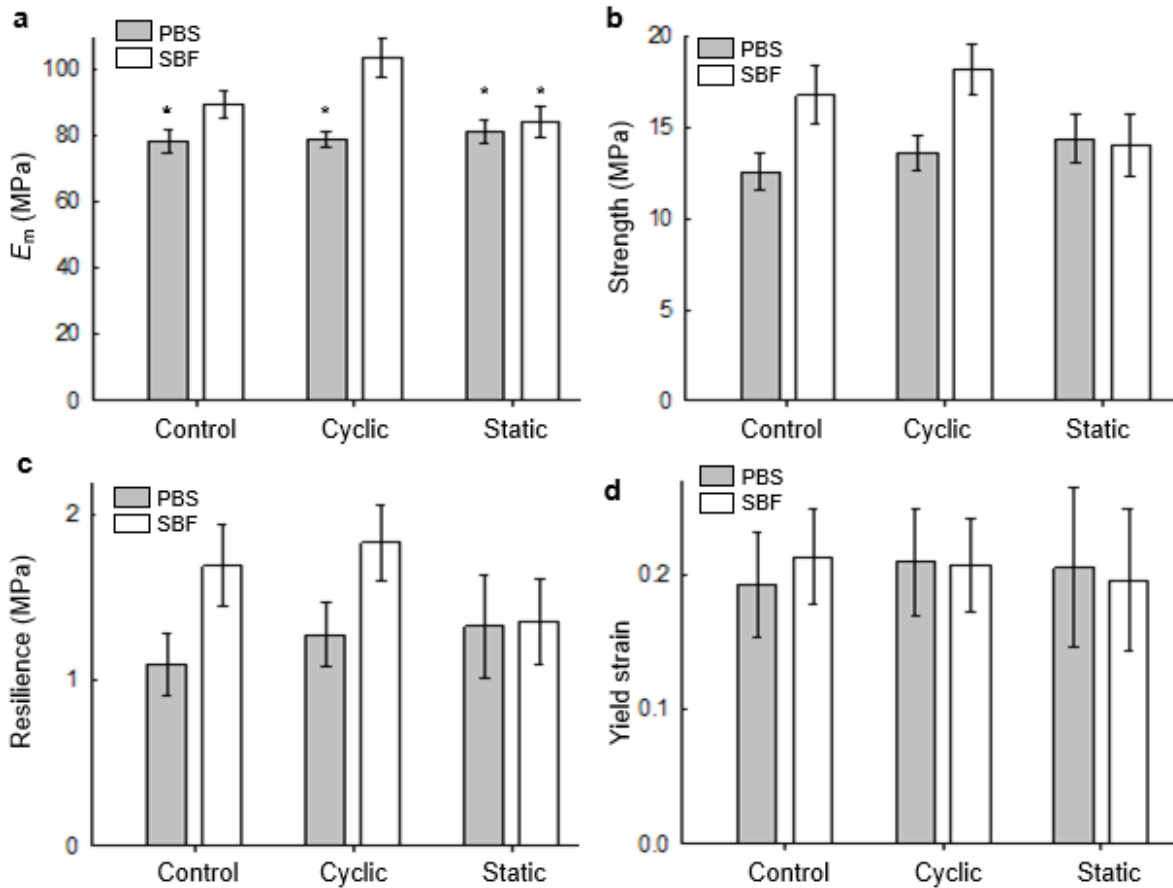 a
PBS
SBF
* * * *
100
80
60
40
20
0
Em (MPa)
Control Cyclic Static
b
PBS
SBF
20
15
10
5
0
Strength (MPa)
Control Cyclic Static
c
PBS
SBF
2
1
0
Resilience (MPa)
Control Cyclic Static
d
PBS
SBF
0.2
0.1
0.0
Yield strain
Control Cyclic Static